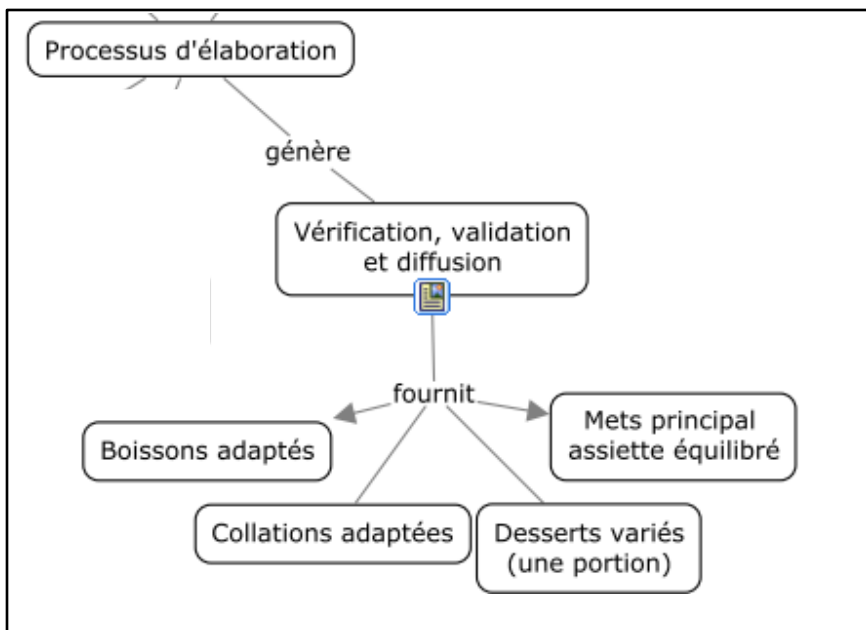 Processus d'élaboration
génère
Vérification, validation
et diffusion
fournit
Boissons adaptés
Mets principal
assiette équilibré
Collations adaptées
Desserts variés
(une portion)